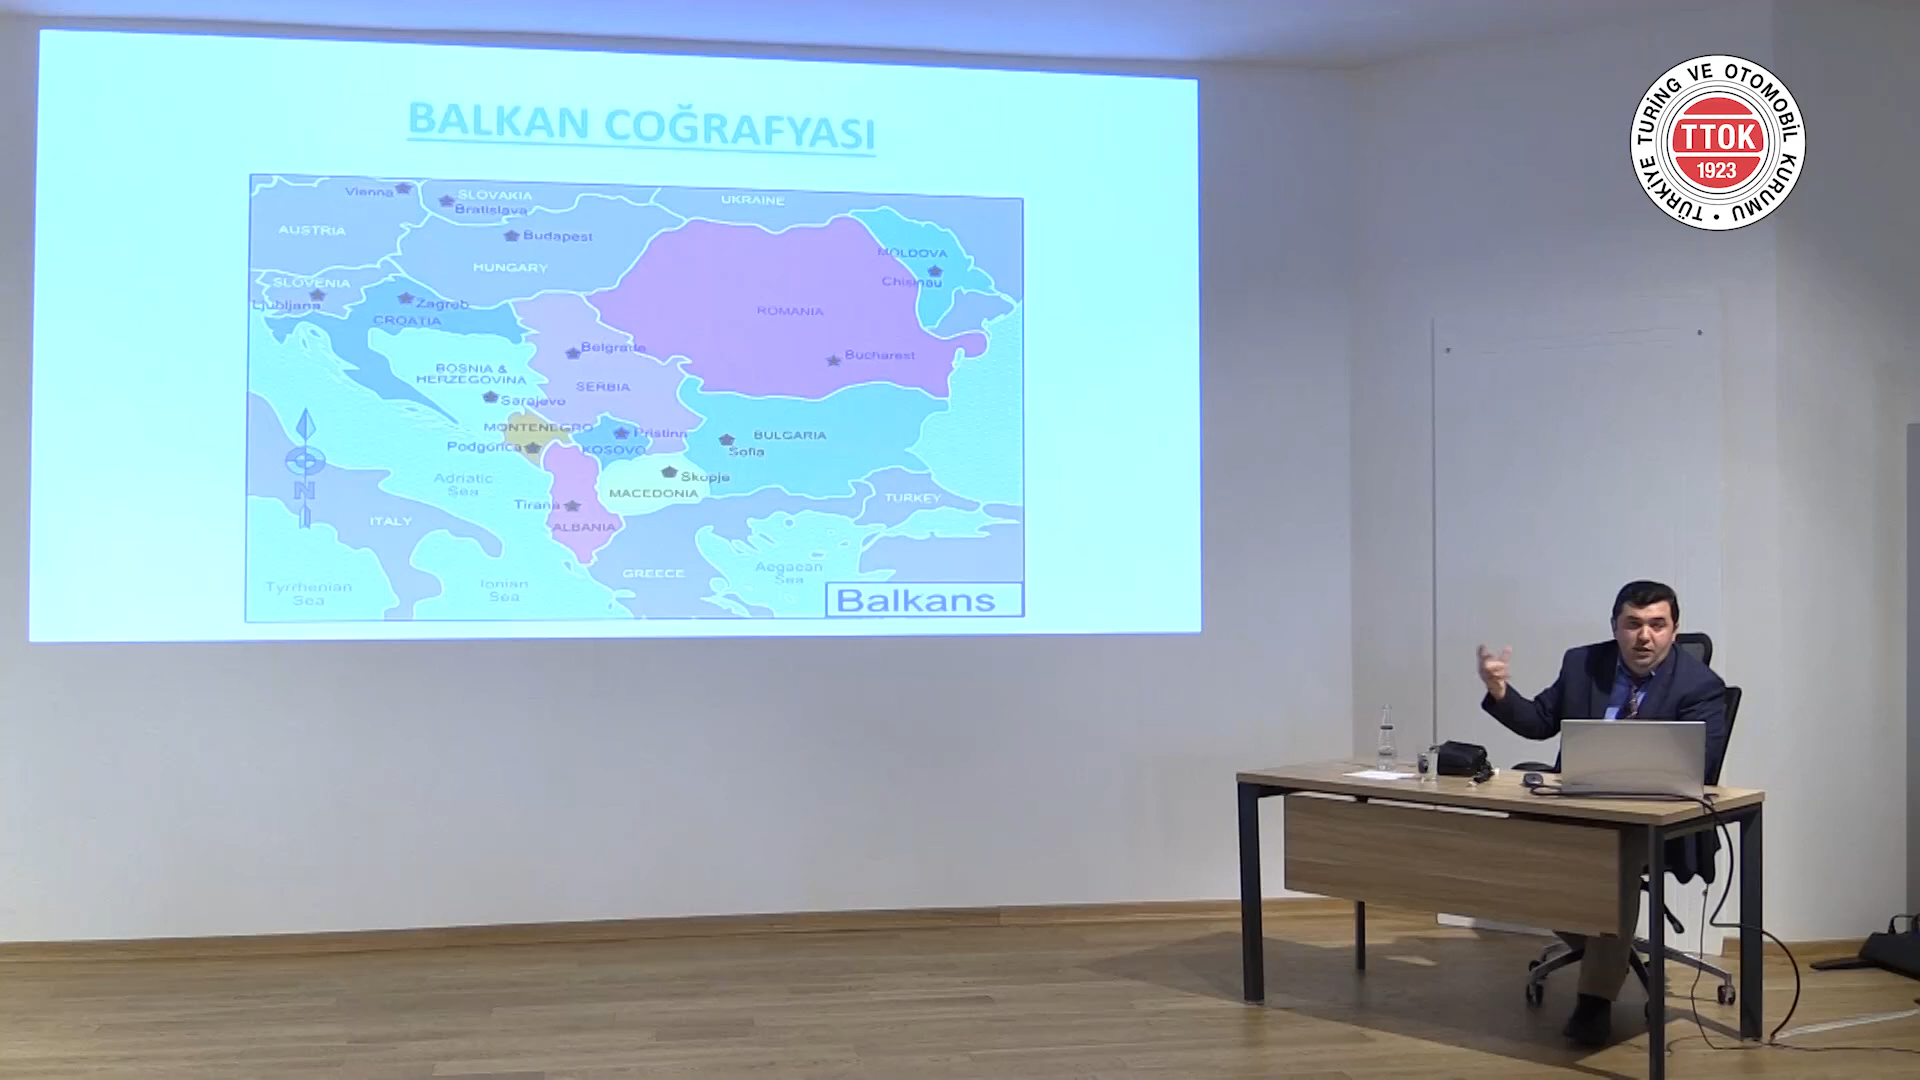 BALKAN COĞRAFYASI
Vienna
SLOVAKIA
Bratislava
UKRAINE
AUSTRIA
Budapest
HUNGARY
MOLDOVA
Chisinau
SLOVENIA
Ljubljana
Zagreb
CROATIA
ROMANIA
Belgrade
Bucharest
BOSNIA &
HERZEGOVINA
SERBIA
Sarajevo
MONTENEGRO
Pristina
BULGARIA
Podgorica
KOSOVO
Sofia
Adriatic
Sea
Skopje
MACEDONIA
TURKEY
N
Tirana
ITALY
ALBANIA
GREECE
Aegaean
Sea
Tyrrhenian
Sea
Ionian
Sea
Balkans
TÜRKİYE TURİNG VE OTOMOBİL KURUMU
TTOK
1923